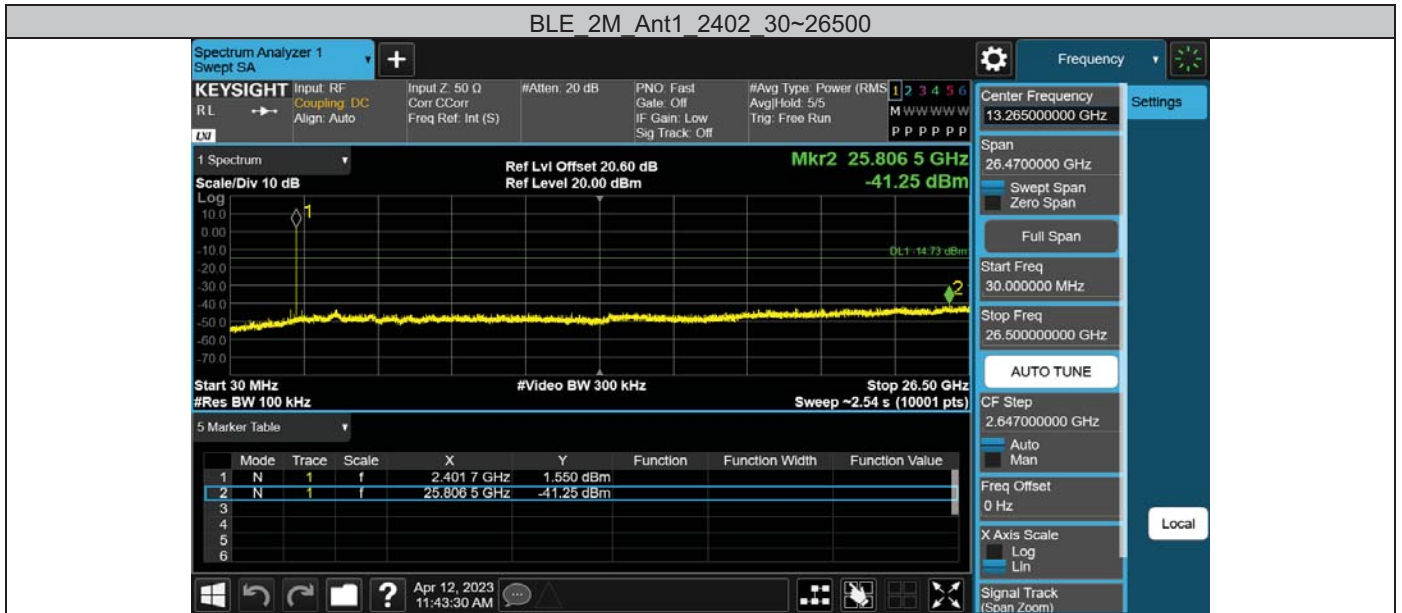 BLE_2M_Ant1_2402_30~26500
Spectrum Analyzer 1
Swept SA
+
Frequency
KEYSIGHT
RL
LXI
Input: RF
Coupling: DC
Align: Auto
Input Z: 50 Ω
Corr CCorr
Freq Ref: Int (S)
#Atten: 20 dB
PNO: Fast
Gate: Off
IF Gain: Low
Sig Track: Off
#Avg Type: Power (RMS
Avg|Hold: 5/5
Trig: Free Run
1 2 3 4 5 6
M W W W W W
P P P P P P
1 Spectrum
Scale/Div 10 dB
Ref Lvl Offset 20.60 dB
Ref Level 20.00 dBm
Mkr2 25.806 5 GHz
-41.25 dBm
Log
10.0
0.00
-10.0
-20.0
-30.0
-40.0
-50.0
-60.0
-70.0
1
DL1 -14.73 dBm
2
Start 30 MHz
#Video BW 300 kHz
Stop 26.50 GHz
#Res BW 100 kHz
Sweep ~2.54 s (10001 pts)
5 Marker Table
Mode Trace Scale X Y Function Function Width Function Value
1 N 1 f 2.401 7 GHz 1.550 dBm
2 N 1 f 25.806 5 GHz -41.25 dBm
3
4
5
6
?
Apr 12, 2023
11:43:30 AM
Center Frequency
13.265000000 GHz
Settings
Span
26.4700000 GHz
Swept Span
Zero Span
Full Span
Start Freq
30.000000 MHz
Stop Freq
26.500000000 GHz
AUTO TUNE
CF Step
2.647000000 GHz
Auto
Man
Freq Offset
0 Hz
X Axis Scale
Log
Lin
Local
Signal Track
(Span Zoom)